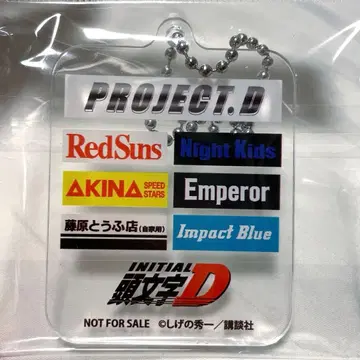 PROJECT.D
RedSuns
Night Kids
AKINA SPEED STARS
Emperor
藤原とうふ店(自家用)
Impact Blue
INITIAL
頭文字D
NOT FOR SALE ©しげの秀一/講談社